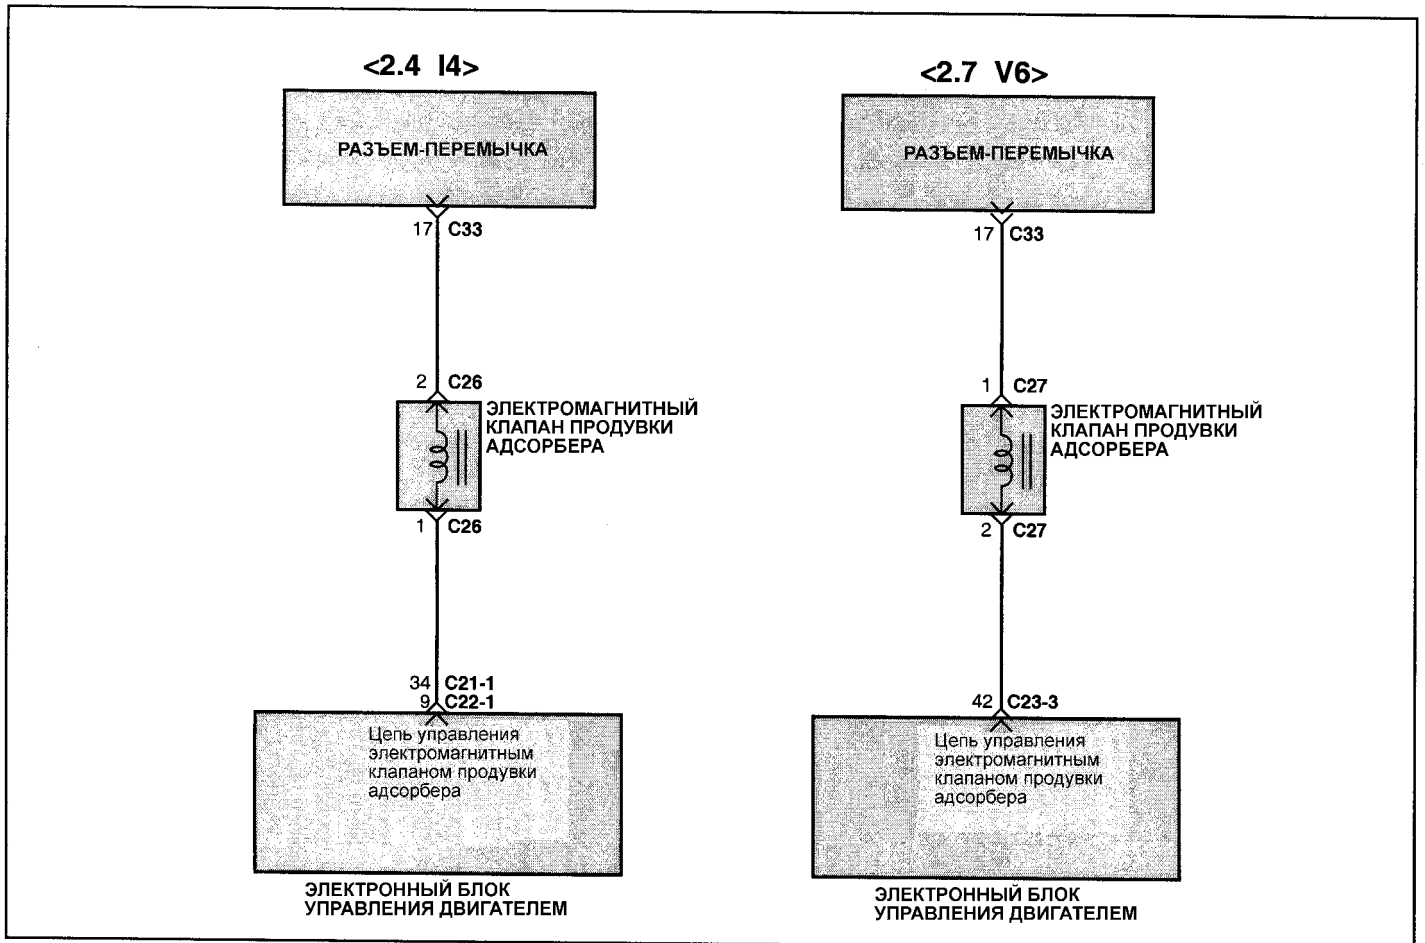 <2.4 I4>
РАЗЪЕМ-ПЕРЕМЫЧКА
17 C33
2 C26
ЭЛЕКТРОМАГНИТНЫЙ
КЛАПАН ПРОДУВКИ
АДСОРБЕРА
1 C26
34 C21-1
9 C22-1
Цепь управления
электромагнитным
клапаном продувки
адсорбера
ЭЛЕКТРОННЫЙ БЛОК
УПРАВЛЕНИЯ ДВИГАТЕЛЕМ
<2.7 V6>
РАЗЪЕМ-ПЕРЕМЫЧКА
17 C33
1 C27
ЭЛЕКТРОМАГНИТНЫЙ
КЛАПАН ПРОДУВКИ
АДСОРБЕРА
2 C27
42 C23-3
Цепь управления
электромагнитным
клапаном продувки
адсорбера
ЭЛЕКТРОННЫЙ БЛОК
УПРАВЛЕНИЯ ДВИГАТЕЛЕМ